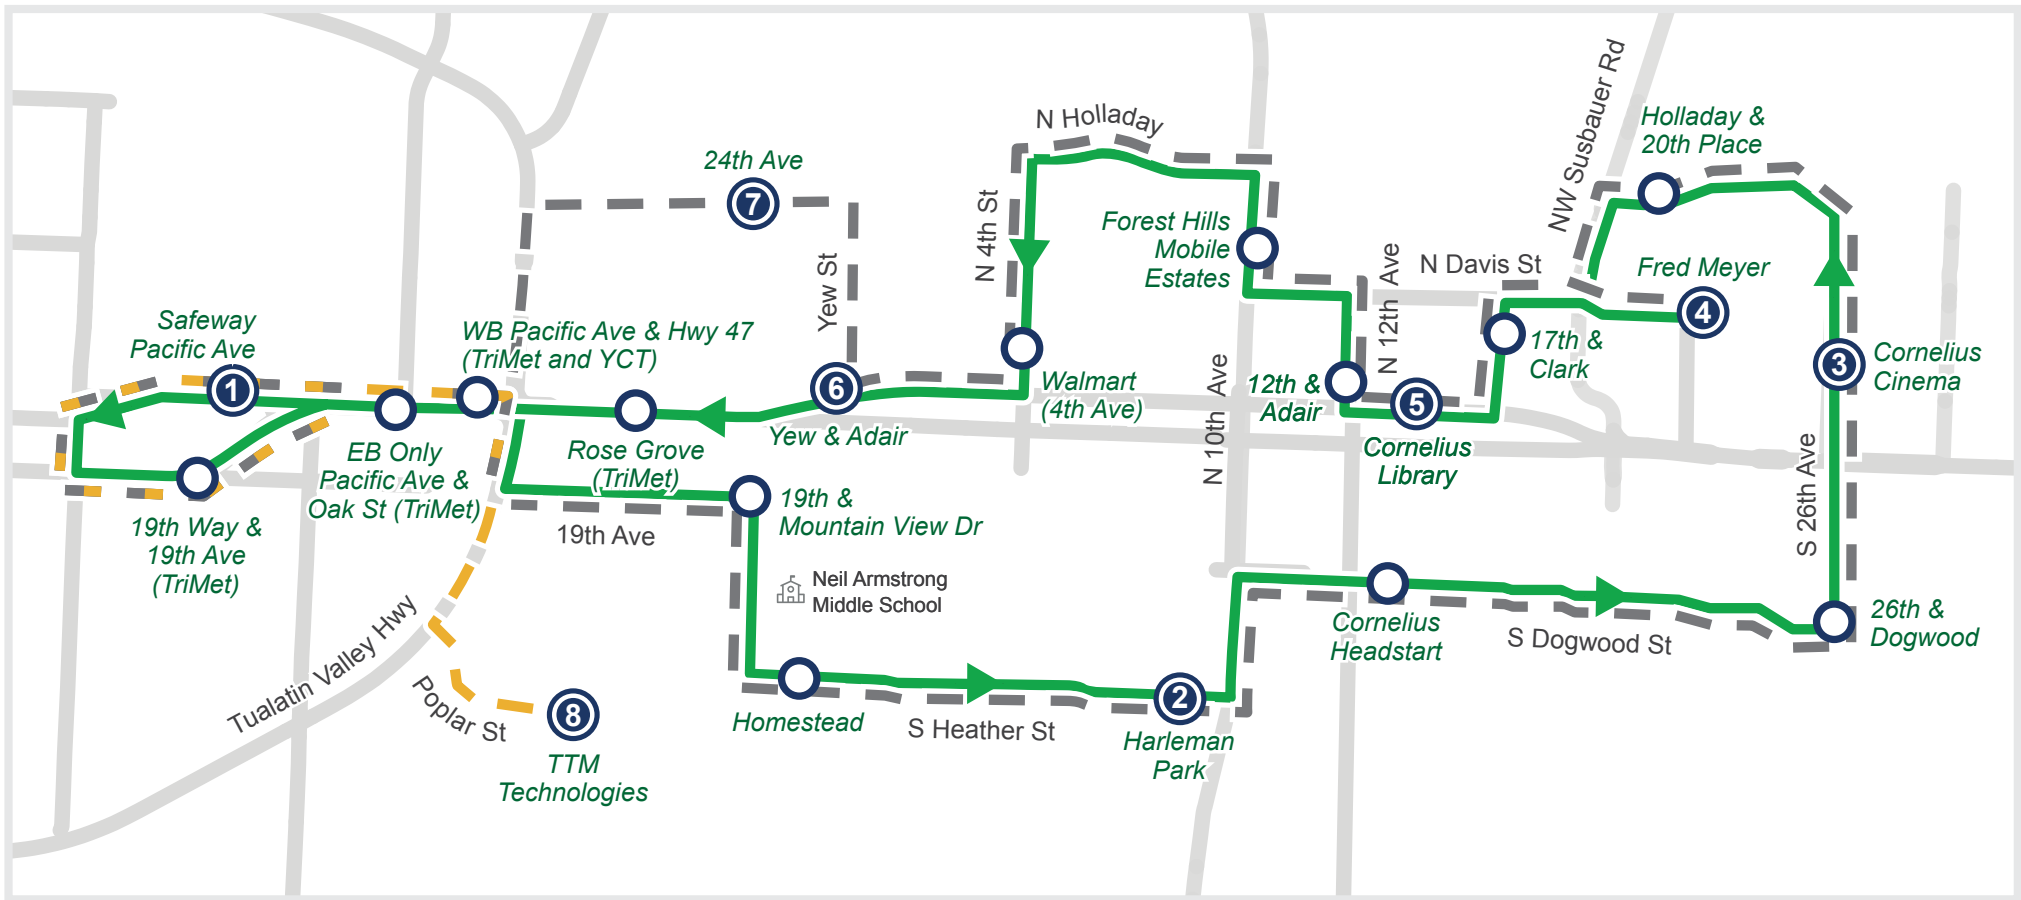 N Holladay
NW Susbauer Rd
Holladay &
20th Place
24th Ave
7
N 4th St
Forest Hills
Mobile
Estates
N 12th Ave
N Davis St
Fred Meyer
4
Yew St
Safeway
Pacific Ave
1
WB Pacific Ave & Hwy 47
(TriMet and YCT)
6
Yew & Adair
Walmart
(4th Ave)
N 10th Ave
12th &
Adair
5
Cornelius
Library
17th &
Clark
3
Cornelius
Cinema
EB Only
Pacific Ave &
Oak St (TriMet)
Rose Grove
(TriMet)
19th Way &
19th Ave
(TriMet)
19th Ave
19th &
Mountain View Dr
S 26th Ave
Neil Armstrong
Middle School
Tualatin Valley Hwy
Poplar St
8
TTM
Technologies
Homestead
S Heather St
2
Harleman
Park
Cornelius
Headstart
S Dogwood St
26th &
Dogwood